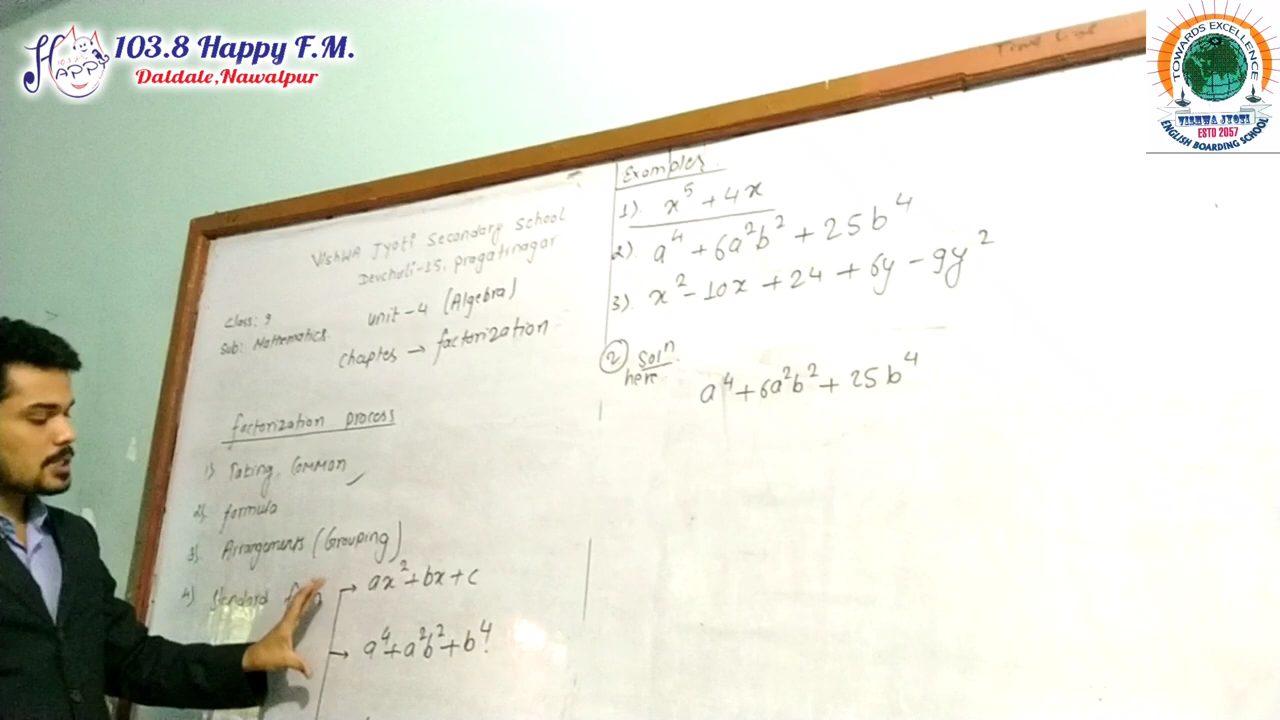 103.8 Happy F.M.
Daldale,Nawalpur
HAPPY
TOWARDS EXCELLENCE
VISHWA JYOTI
ESTD 2057
ENGLISH BOARDING SCHOOL
VishWA Jyoti Secondary School
Devchuli-15, pragatinagar
Class: 9
unit-4 (Algebra)
Sub: Mathematics.
chapter → factorization
factorization process
1) Taking Common
2) formula
3) Arrangements (Grouping)
4) Standard
→ ax² + bx + c
→ a⁴ + a²b² + b⁴
Examples.
1). x⁵ + 4x
2). a⁴ + 6a²b² + 25b⁴
3). x² - 10x + 24 + 6y - 9y²
② Solⁿ
here
a⁴ + 6a²b² + 25b⁴